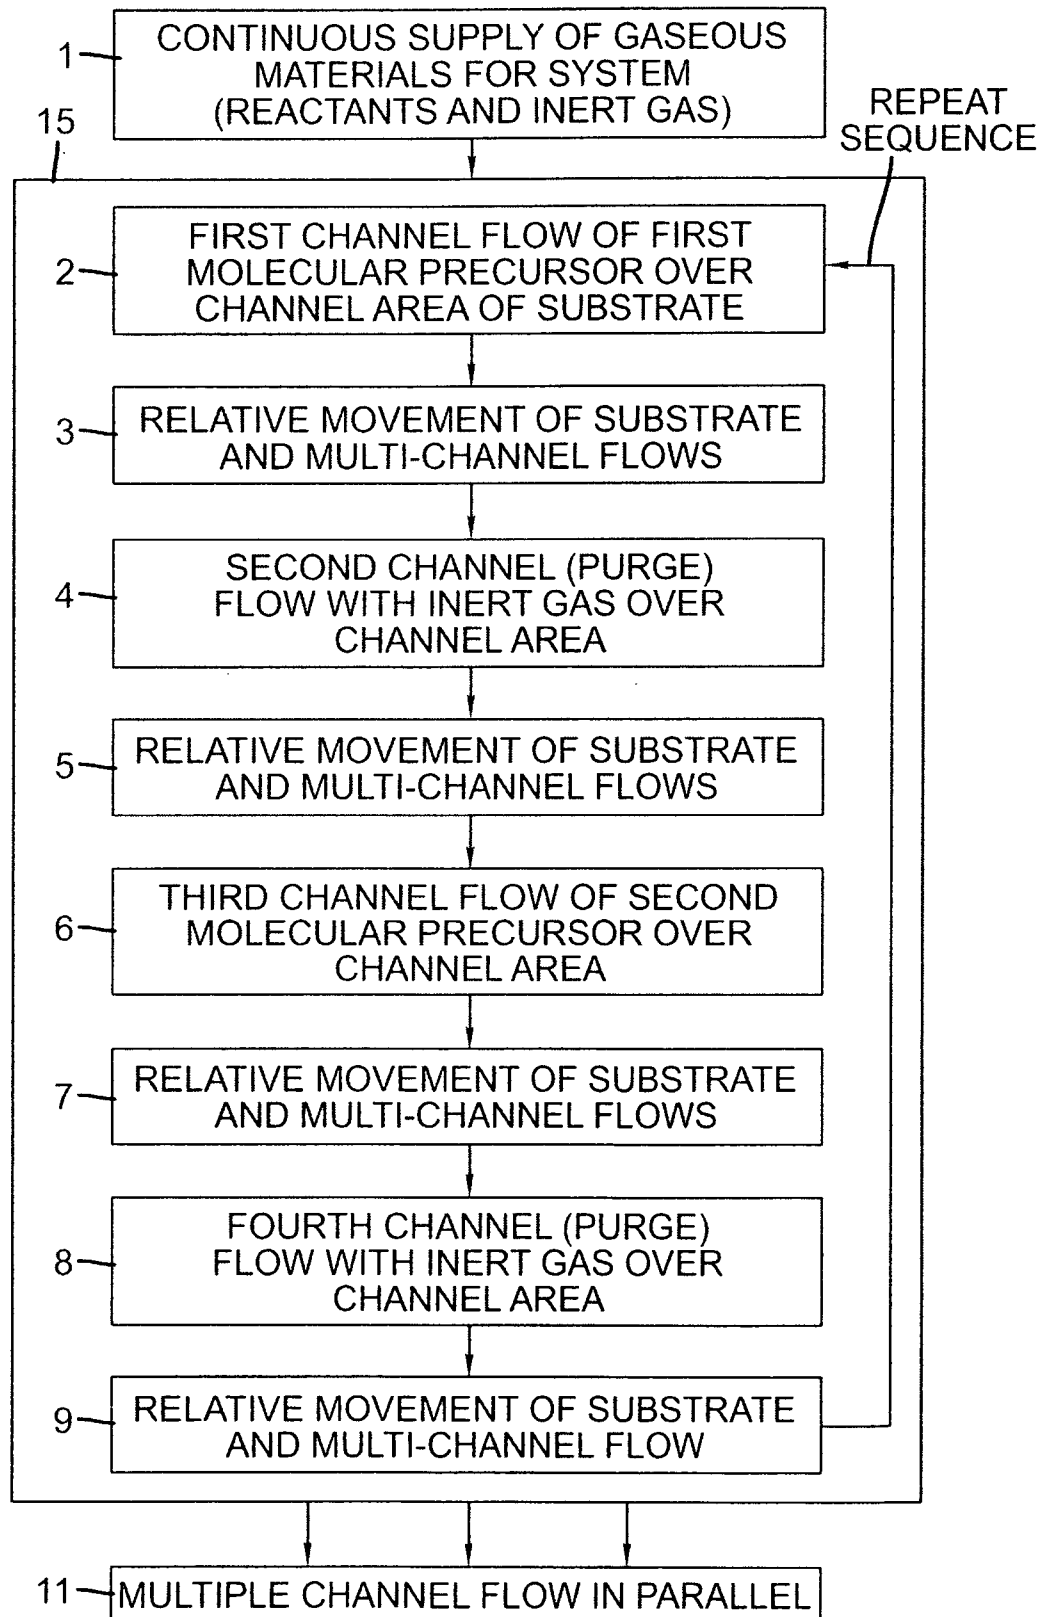 1
CONTINUOUS SUPPLY OF GASEOUS
MATERIALS FOR SYSTEM
(REACTANTS AND INERT GAS)
15
REPEAT
SEQUENCE
2
FIRST CHANNEL FLOW OF FIRST
MOLECULAR PRECURSOR OVER
CHANNEL AREA OF SUBSTRATE
3
RELATIVE MOVEMENT OF SUBSTRATE
AND MULTI-CHANNEL FLOWS
4
SECOND CHANNEL (PURGE)
FLOW WITH INERT GAS OVER
CHANNEL AREA
5
RELATIVE MOVEMENT OF SUBSTRATE
AND MULTI-CHANNEL FLOWS
6
THIRD CHANNEL FLOW OF SECOND
MOLECULAR PRECURSOR OVER
CHANNEL AREA
7
RELATIVE MOVEMENT OF SUBSTRATE
AND MULTI-CHANNEL FLOWS
8
FOURTH CHANNEL (PURGE)
FLOW WITH INERT GAS OVER
CHANNEL AREA
9
RELATIVE MOVEMENT OF SUBSTRATE
AND MULTI-CHANNEL FLOW
11
MULTIPLE CHANNEL FLOW IN PARALLEL